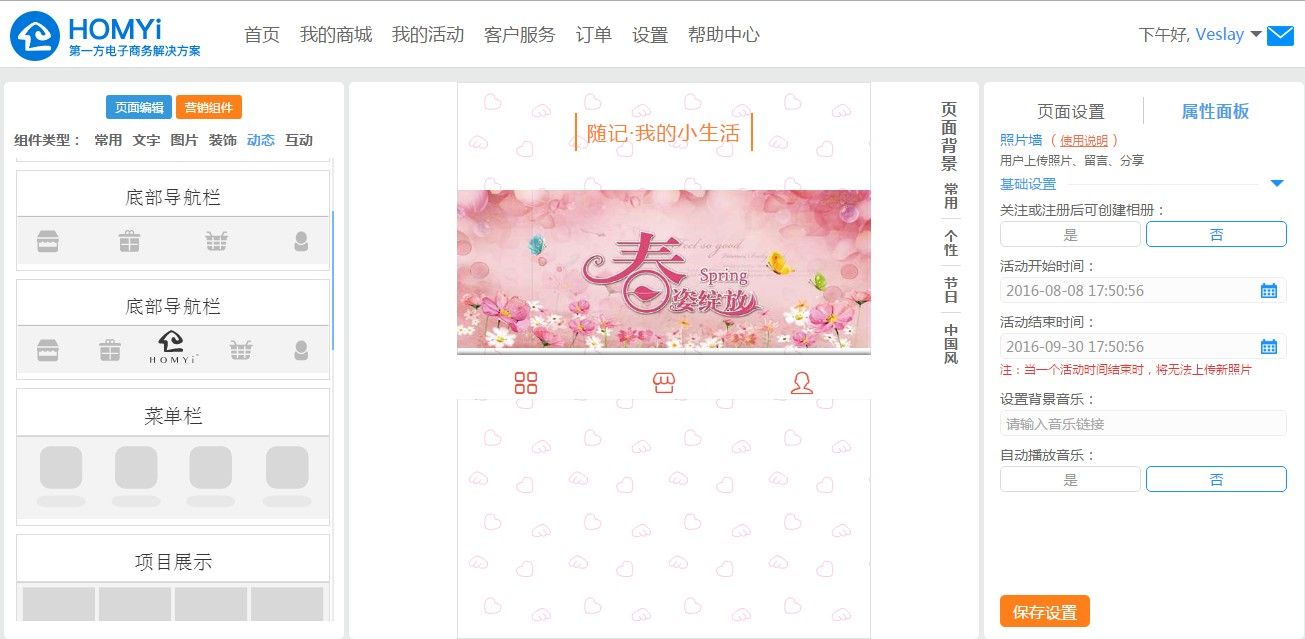 HOMYi
第一方电子商务解决方案
首页 我的商城 我的活动 客户服务 订单 设置 帮助中心
下午好, Veslay
页面编辑 营销组件
组件类型： 常用 文字 图片 装饰 动态 互动
底部导航栏
底部导航栏
HOMYi
菜单栏
项目展示
随记·我的小生活
Feel so good
春
Spring
姿绽放
页面背景
常用
个性
节日
中国风
页面设置 属性面板
照片墙 （ 使用说明 ）
用户上传照片、留言、分享
基础设置
关注或注册后可创建相册：
是 否
活动开始时间：
2016-08-08 17:50:56
活动结束时间：
2016-09-30 17:50:56
注：当一个活动时间结束时，将无法上传新照片
设置背景音乐：
请输入音乐链接
自动播放音乐：
是 否
保存设置